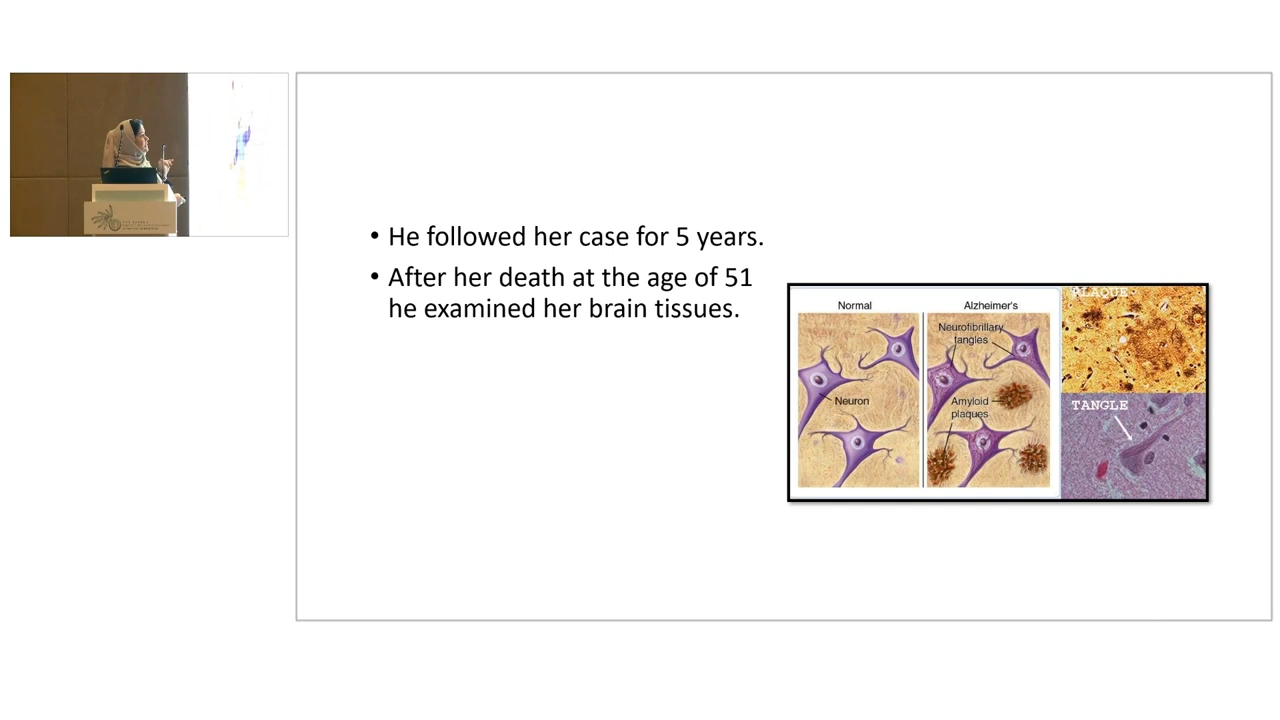 • He followed her case for 5 years.
• After her death at the age of 51
he examined her brain tissues.
Normal
Alzheimer's
Neurofibrillary
tangles
Neuron
Amyloid
plaques
PLAQUE
TANGLE